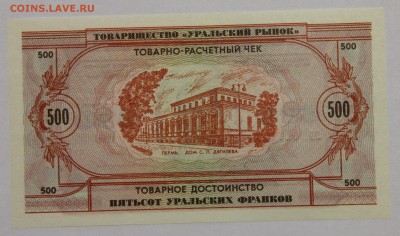 COINS.LAVE.RU
ТОВАРИЩЕСТВО "УРАЛЬСКИЙ РЫНОК"
ТОВАРНО-РАСЧЕТНЫЙ ЧЕК
500 500
500 500
ПЕРМЬ. ДОМ С. П. ДЯГИЛЕВА
500 500
ТОВАРНОЕ ДОСТОИНСТВО
ПЯТЬСОТ УРАЛЬСКИХ ФРАНКОВ